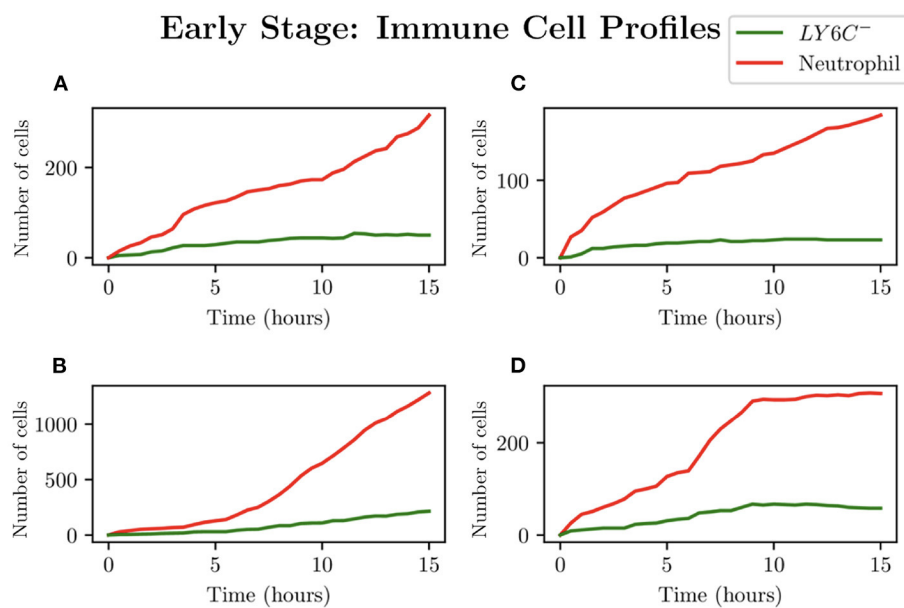 Early Stage: Immune Cell Profiles
LY6C⁻
Neutrophil
A
Number of cells
200
0
0 5 10 15
Time (hours)
C
Number of cells
100
0
0 5 10 15
Time (hours)
B
Number of cells
1000
500
0
0 5 10 15
Time (hours)
D
Number of cells
200
0
0 5 10 15
Time (hours)